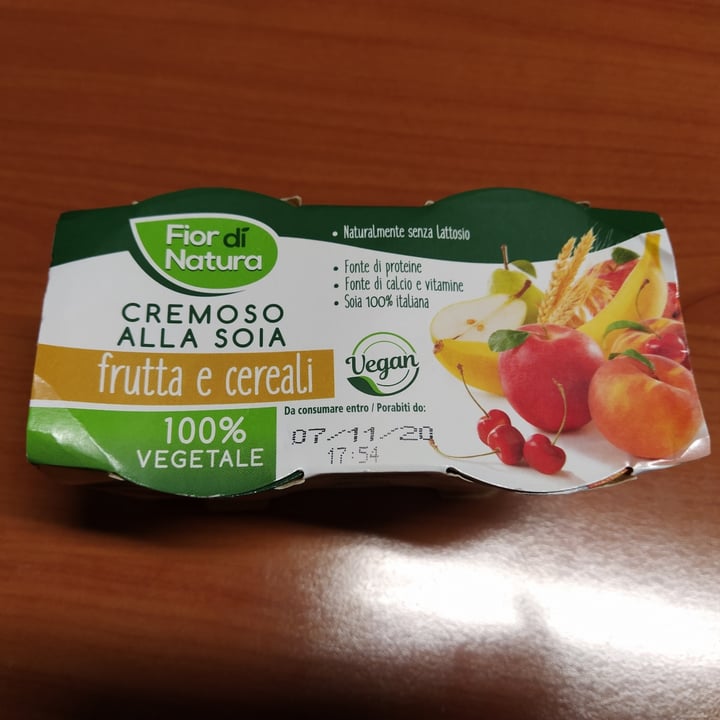 Fior di
Natura
CREMOSO
ALLA SOIA
frutta e cereali
100%
VEGETALE
• Naturalmente senza lattosio
• Fonte di proteine
• Fonte di calcio e vitamine
• Soia 100% italiana
Vegan
Da consumare entro / Porabiti do:
07/11/20
17:54